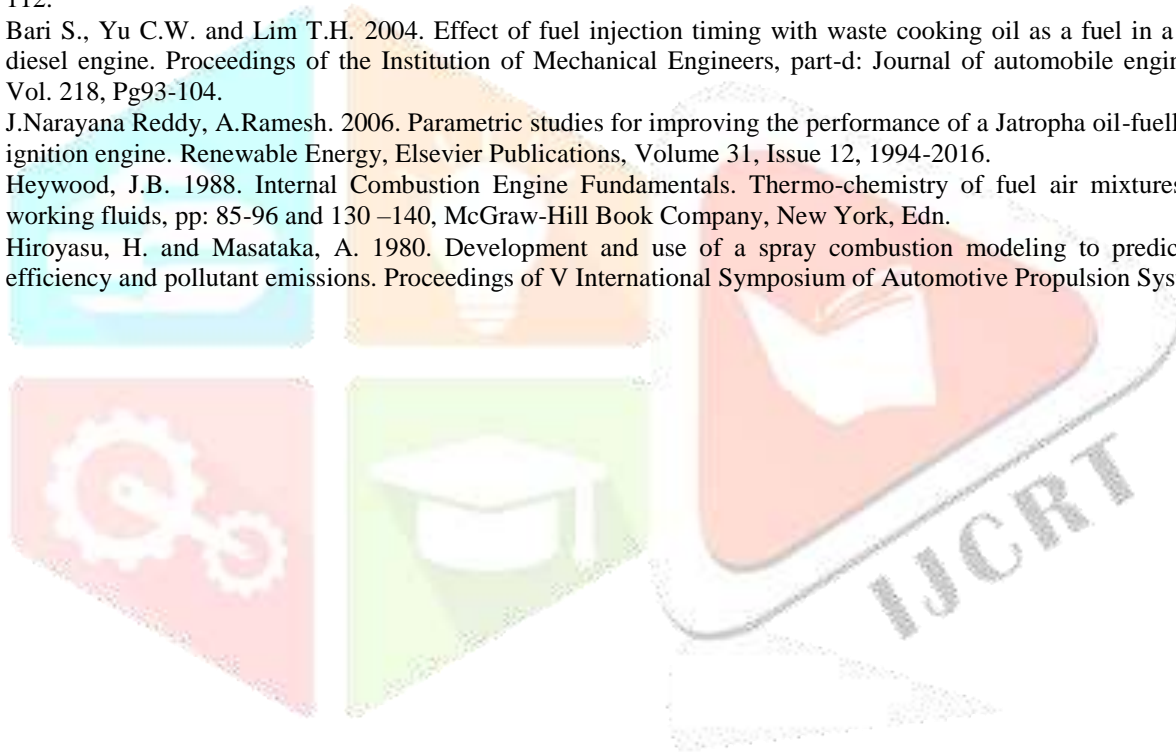 112.
Bari S., Yu C.W. and Lim T.H. 2004. Effect of fuel injection timing with waste cooking oil as a fuel in a
diesel engine. Proceedings of the Institution of Mechanical Engineers, part-d: Journal of automobile engin
Vol. 218, Pg93-104.
J.Narayana Reddy, A.Ramesh. 2006. Parametric studies for improving the performance of a Jatropha oil-fuell
ignition engine. Renewable Energy, Elsevier Publications, Volume 31, Issue 12, 1994-2016.
Heywood, J.B. 1988. Internal Combustion Engine Fundamentals. Thermo-chemistry of fuel air mixtures
working fluids, pp: 85-96 and 130 –140, McGraw-Hill Book Company, New York, Edn.
Hiroyasu, H. and Masataka, A. 1980. Development and use of a spray combustion modeling to predic
efficiency and pollutant emissions. Proceedings of V International Symposium of Automotive Propulsion Sys
IJCRT